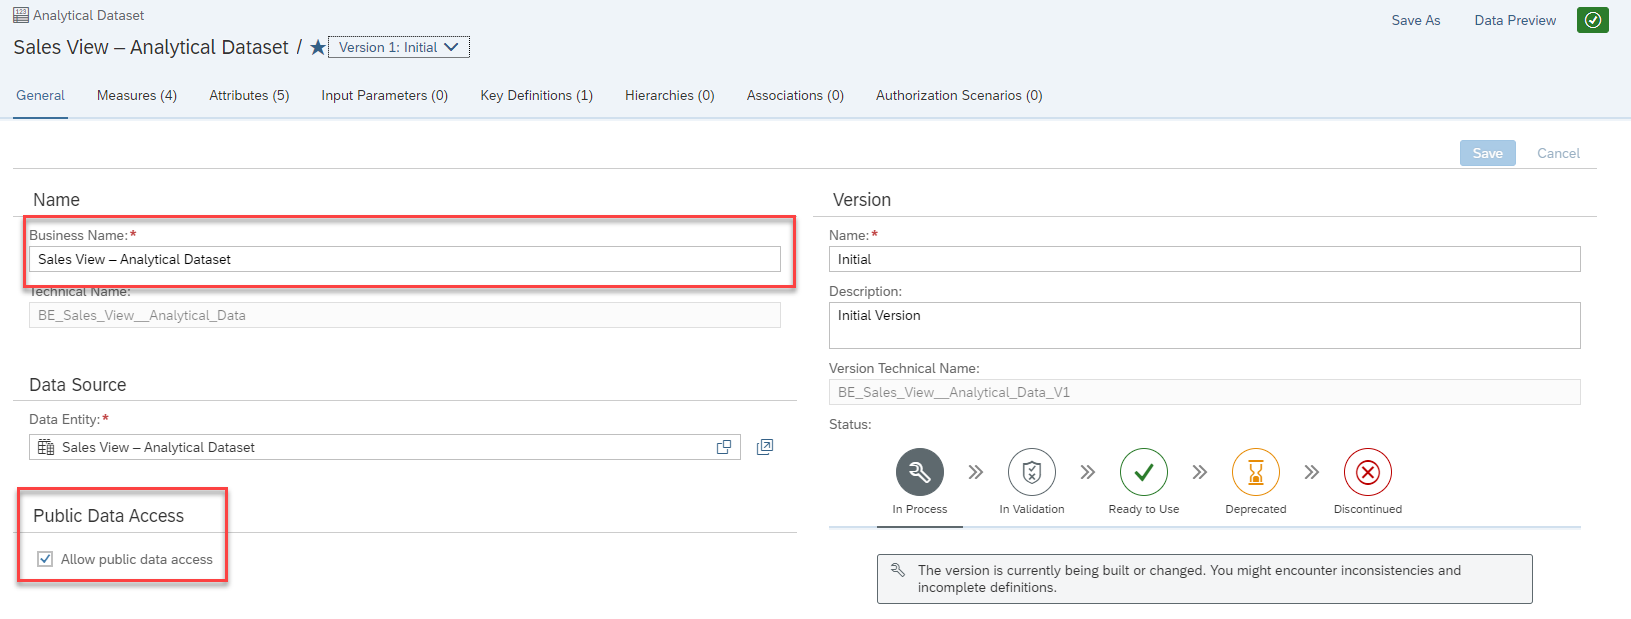 123
Analytical Dataset
Save As
Data Preview
Sales View – Analytical Dataset /
Version 1: Initial
General
Measures (4)
Attributes (5)
Input Parameters (0)
Key Definitions (1)
Hierarchies (0)
Associations (0)
Authorization Scenarios (0)
Save
Cancel
Name
Business Name:*
Sales View – Analytical Dataset
Technical Name:
BE_Sales_View__Analytical_Data
Data Source
Data Entity:*
Sales View – Analytical Dataset
Public Data Access
Allow public data access
Version
Name:*
Initial
Description:
Initial Version
Version Technical Name:
BE_Sales_View__Analytical_Data_V1
Status:
In Process
In Validation
Ready to Use
Deprecated
Discontinued
The version is currently being built or changed. You might encounter inconsistencies and
incomplete definitions.